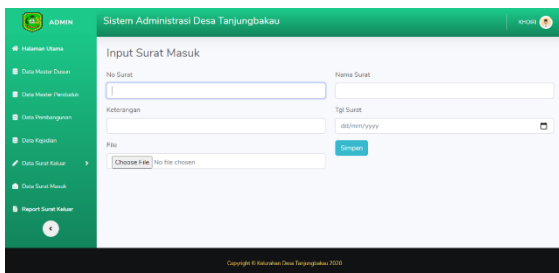 ADMIN
Sistem Administrasi Desa Tanjungbakau
KHOIRI
Halaman Utama
Data Master Dusun
Data Master Penduduk
Data Pembangunan
Data Kejadian
Data Surat Keluar
Data Surat Masuk
Report Surat Keluar
Input Surat Masuk
No Surat
Nama Surat
Keterangan
Tgl Surat
dd/mm/yyyy
File
Choose File No file chosen
Simpan
Copyright © Kelurahan Desa Tanjungbakau 2020